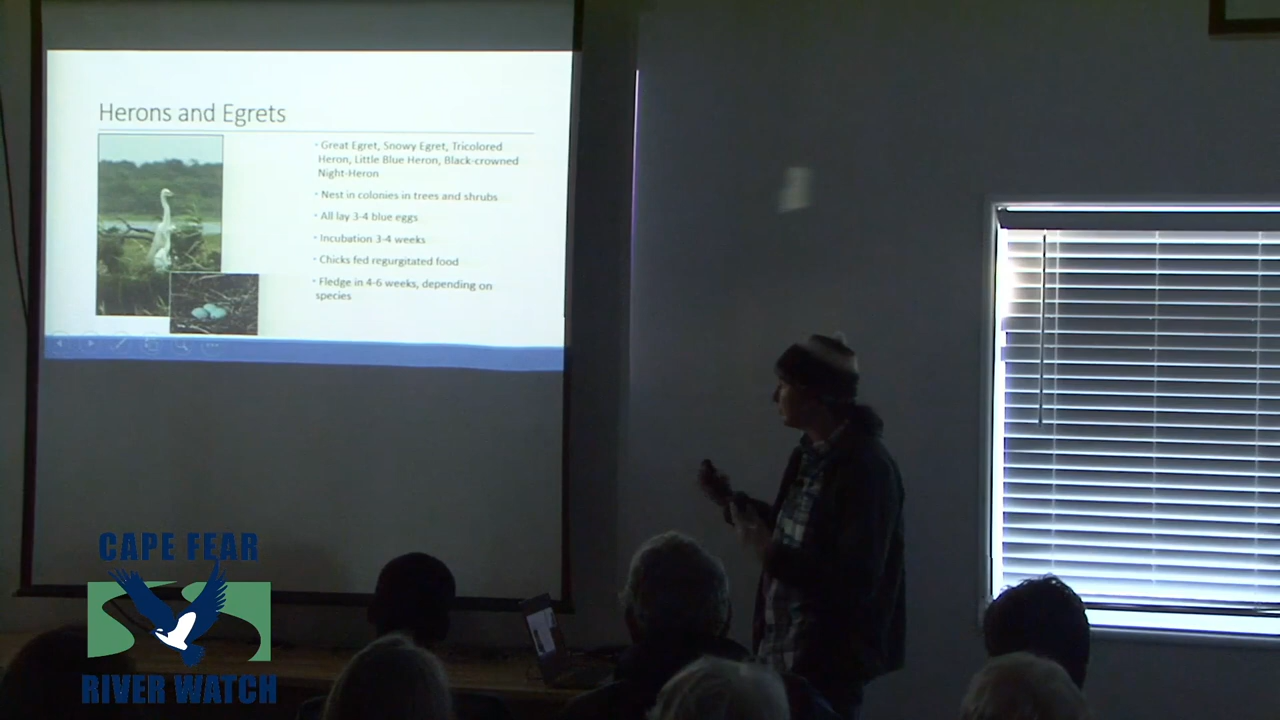 Herons and Egrets
· Great Egret, Snowy Egret, Tricolored
Heron, Little Blue Heron, Black-crowned
Night-Heron
· Nest in colonies in trees and shrubs
· All lay 3-4 blue eggs
· Incubation 3-4 weeks
· Chicks fed regurgitated food
· Fledge in 4-6 weeks, depending on
species
CAPE FEAR
RIVER WATCH